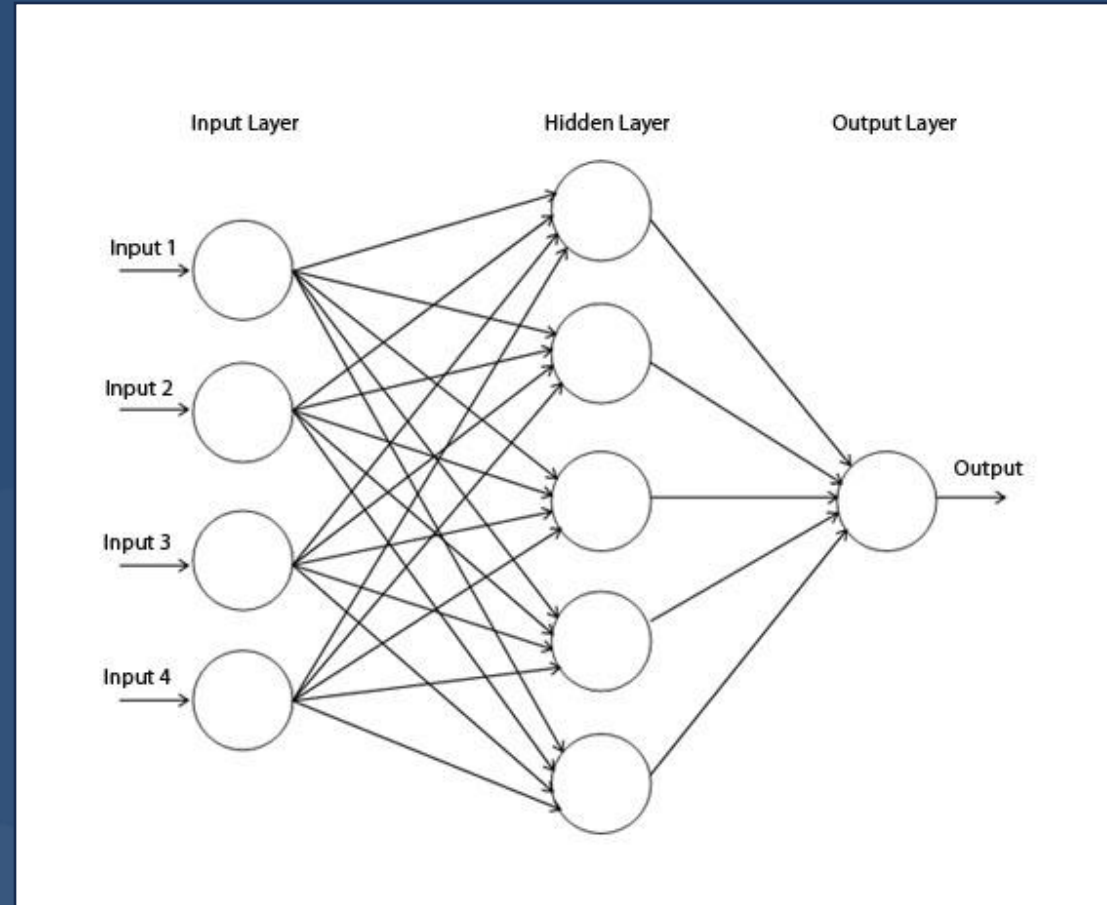 Input Layer
Hidden Layer
Output Layer
Input 1
Input 2
Output
Input 3
Input 4